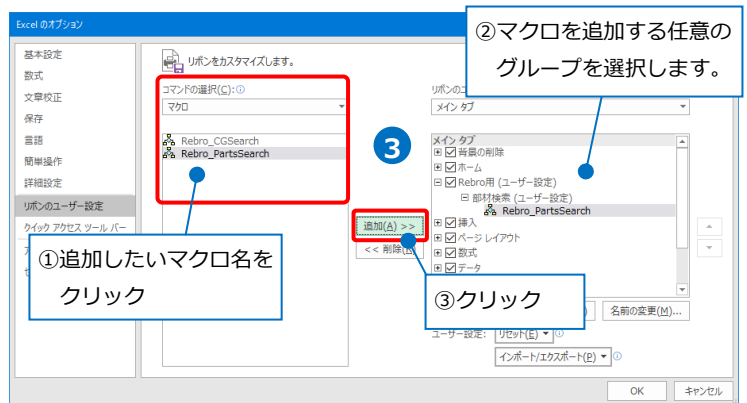 Excel のオプション
②マクロを追加する任意の
グループを選択します。
基本設定
数式
文章校正
保存
言語
簡単操作
詳細設定
リボンのユーザー設定
クイック アクセス ツール バー
リボンをカスタマイズします。
コマンドの選択(C):
マクロ
Rebro_CGSearch
Rebro_PartsSearch
3
追加(A) >>
<< 削除(R)
メイン タブ
メイン タブ
背景の削除
ホーム
Rebro用 (ユーザー設定)
部材検索 (ユーザー設定)
Rebro_PartsSearch
挿入
ページ レイアウト
数式
データ
①追加したいマクロ名を
クリック
③クリック
名前の変更(M)...
ユーザー設定:
リセット(E)
インポート/エクスポート(P)
OK
キャンセル